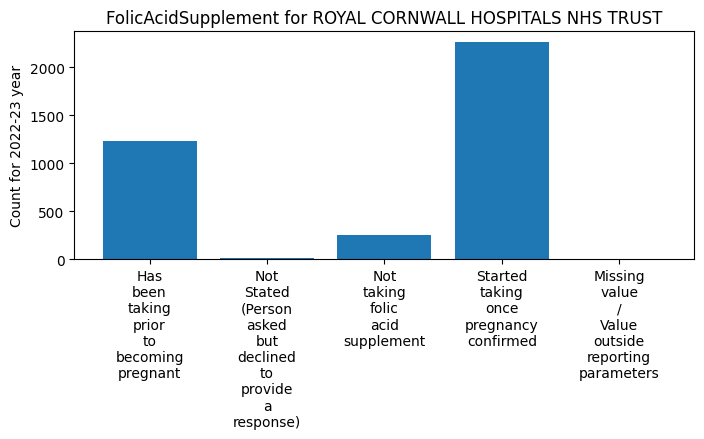 FolicAcidSupplement for ROYAL CORNWALL HOSPITALS NHS TRUST
Count for 2022-23 year
2000
1500
1000
500
0
Has
been
taking
prior
to
becoming
pregnant
Not
Stated
(Person
asked
but
declined
to
provide
a
response)
Not
taking
folic
acid
supplement
Started
taking
once
pregnancy
confirmed
Missing
value
/
Value
outside
reporting
parameters